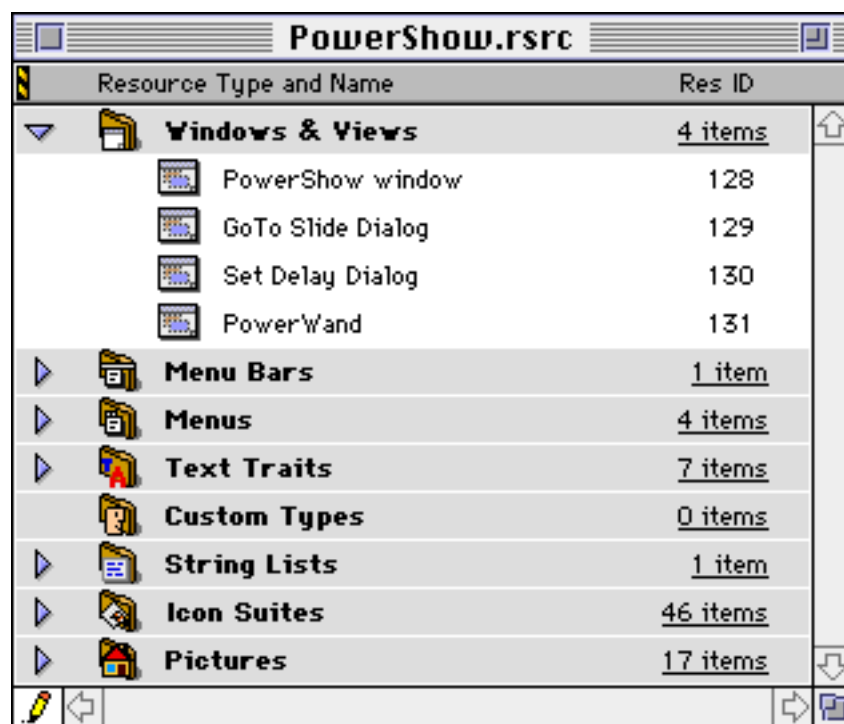 PowerShow.rsrc
Resource Type and Name Res ID
Windows & Views 4 items
PowerShow window 128
GoTo Slide Dialog 129
Set Delay Dialog 130
PowerWand 131
Menu Bars 1 item
Menus 4 items
Text Traits 7 items
Custom Types 0 items
String Lists 1 item
Icon Suites 46 items
Pictures 17 items